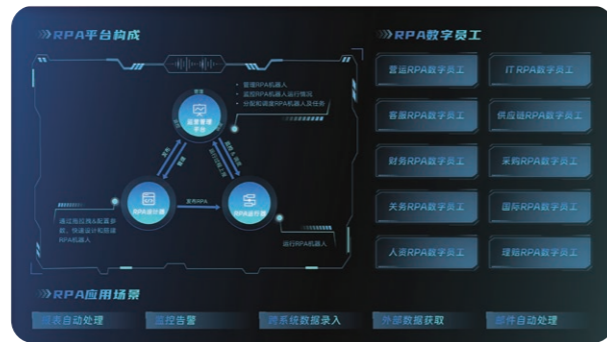 RPA平台构成
管理RPA机器人
监控RPA机器人运行情况
分配和调度RPA机器人及任务
运营管理
平台
发布
RPA设计器
发布RPA
RPA运行器
通过拖拉拽&配置参
数，快速设计和搭建
RPA机器人
运行RPA机器人
RPA数字员工
营运RPA数字员工
IT RPA数字员工
客服RPA数字员工
供应链RPA数字员工
财务RPA数字员工
采购RPA数字员工
关务RPA数字员工
国际RPA数字员工
人资RPA数字员工
理赔RPA数字员工
RPA应用场景
报表自动处理
监控告警
跨系统数据录入
外部数据获取
邮件自动处理